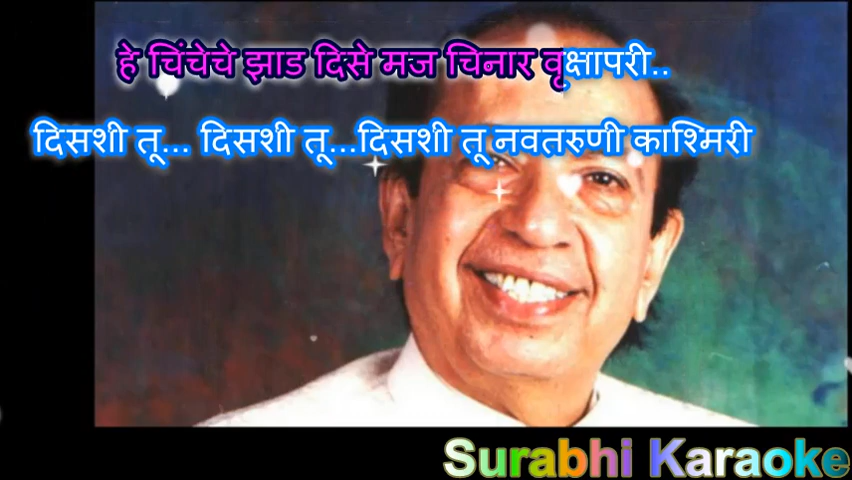 हे चिंचेचे झाड दिसे मज चिनार वृक्षापरी..
दिसशी तू... दिसशी तू...दिसशी तू नवतरुणी काश्मिरी
Surabhi Karaoke